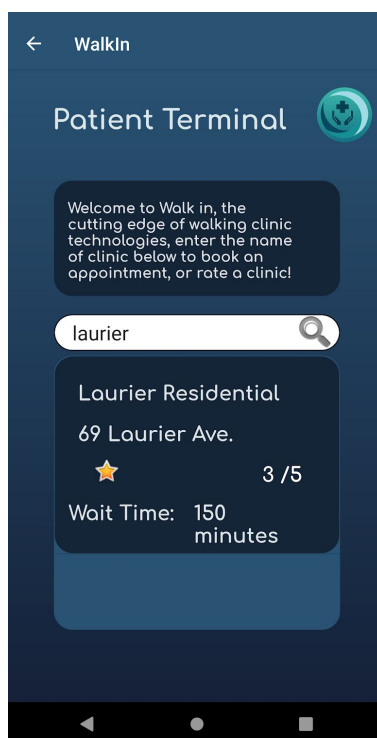 WalkIn
Patient Terminal
Welcome to Walk in, the
cutting edge of walking clinic
technologies, enter the name
of clinic below to book an
appointment, or rate a clinic!
laurier
Laurier Residential
69 Laurier Ave.
3 /5
Wait Time: 150
minutes